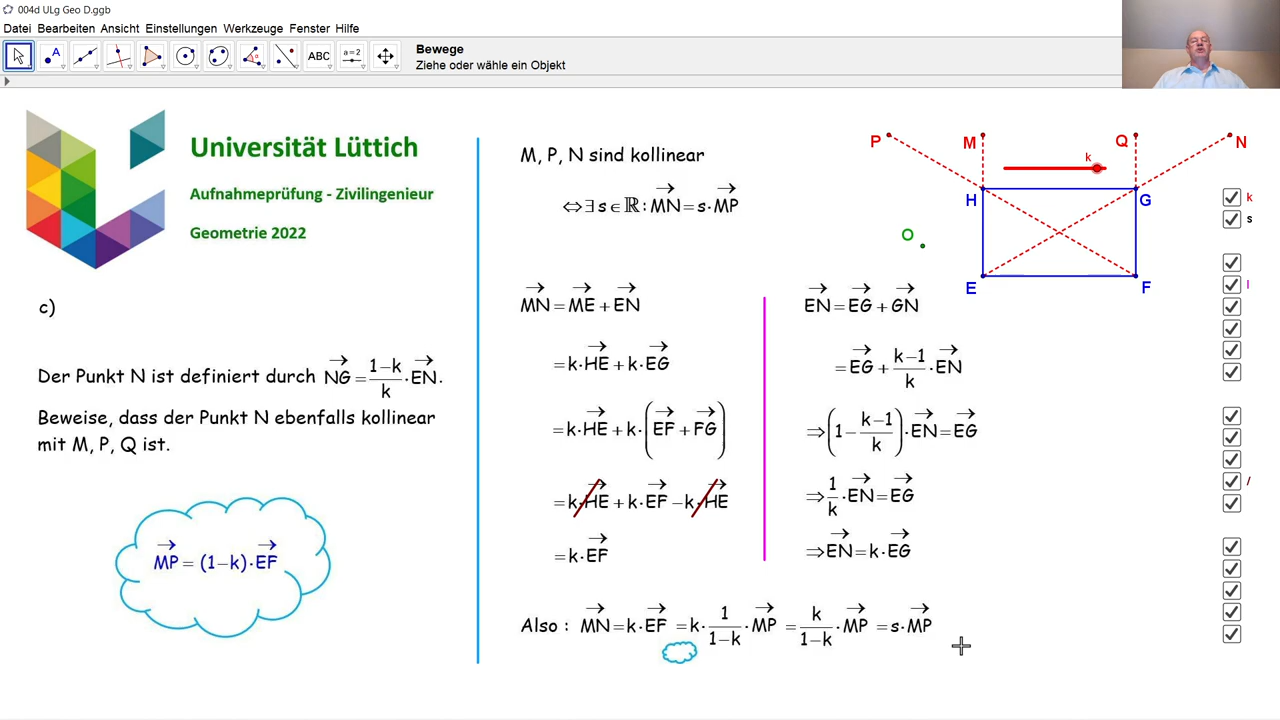 004d ULg Geo D.ggb
Datei Bearbeiten Ansicht Einstellungen Werkzeuge Fenster Hilfe
A ABC a=2
Bewege
Ziehe oder wähle ein Objekt
Universität Lüttich
Aufnahmeprüfung - Zivilingenieur
Geometrie 2022
c)
Der Punkt N ist definiert durch NG⃗ = (1−k)/k · EN⃗.
Beweise, dass der Punkt N ebenfalls kollinear
mit M, P, Q ist.
MP⃗ = (1−k)·EF⃗
M, P, N sind kollinear
⇔ ∃ s ∈ ℝ : MN⃗ = s·MP⃗
MN⃗ = ME⃗ + EN⃗
= k·HE⃗ + k·EG⃗
= k·HE⃗ + k·(EF⃗ + FG⃗)
= k·HE⃗ + k·EF⃗ − k·HE⃗
= k·EF⃗
EN⃗ = EG⃗ + GN⃗
= EG⃗ + (k−1)/k · EN⃗
⇒ (1 − (k−1)/k)·EN⃗ = EG⃗
⇒ 1/k · EN⃗ = EG⃗
⇒ EN⃗ = k·EG⃗
Also : MN⃗ = k·EF⃗ = k · 1/(1−k) · MP⃗ = k/(1−k) · MP⃗ = s·MP⃗
P M Q N
k
H G
O
E F
k
s
l
/